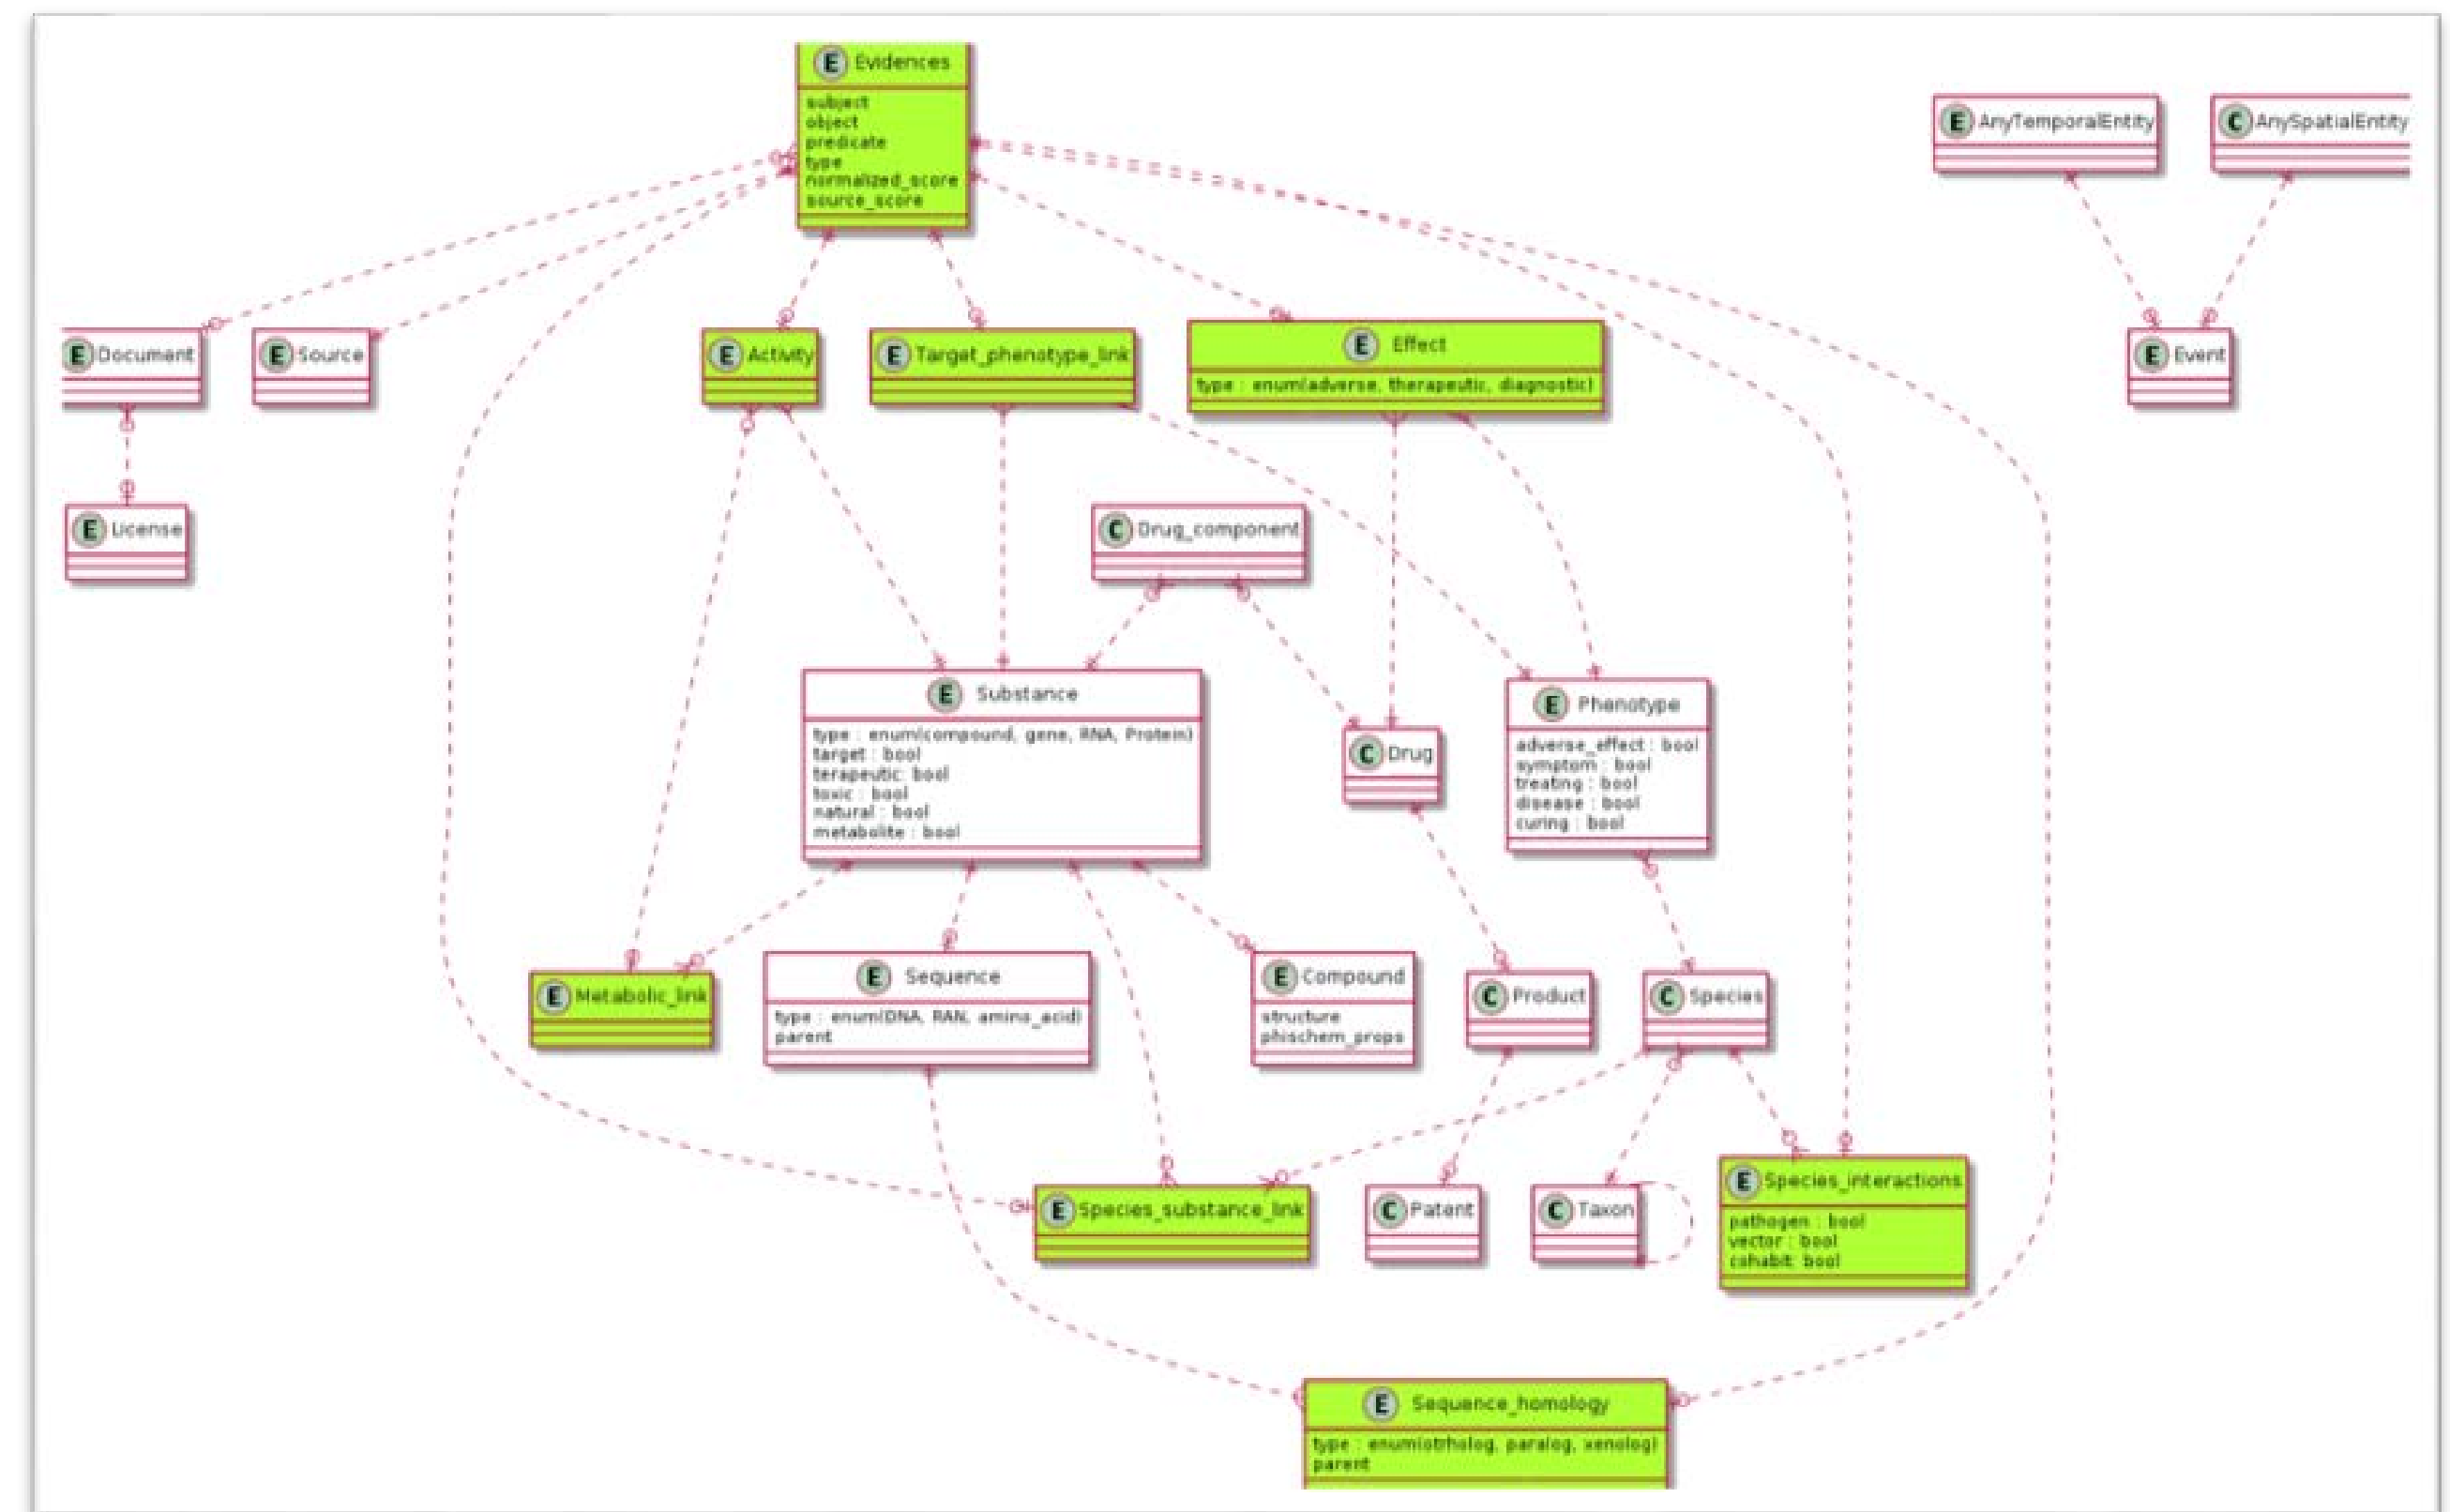 E Evidences
subject
object
predicate
type
normalized_score
source_score
E AnyTemporalEntity
C AnySpatialEntity
E Document
E Source
E Activity
E Target_phenotype_link
E Effect
type : enum(adverse, therapeutic, diagnostic)
E Event
E License
C Drug_component
E Substance
type : enum(compound, gene, RNA, Protein)
target : bool
terapeutic: bool
toxic : bool
natural : bool
metabolite : bool
C Drug
E Phenotype
adverse_effect : bool
symptom : bool
treating : bool
disease : bool
curing : bool
E Metabolic_link
E Sequence
type : enum(DNA, RAN, amino_acid)
parent
E Compound
structure
phischem_props
C Product
C Species
E Species_substance_link
C Patent
C Taxon
E Species_interactions
pathogen : bool
vector : bool
cohabit: bool
E Sequence_homology
type : enum(otrholog, paralog, xenolog)
parent